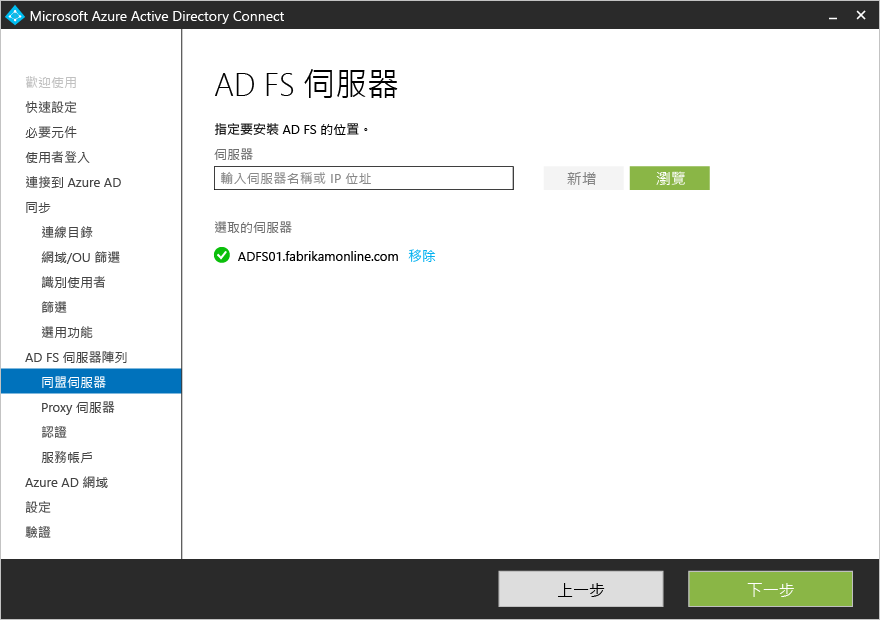 Microsoft Azure Active Directory Connect
歡迎使用
快速設定
必要元件
使用者登入
連接到 Azure AD
同步
連線目錄
網域/OU 篩選
識別使用者
篩選
選用功能
AD FS 伺服器陣列
同盟伺服器
Proxy 伺服器
認證
服務帳戶
Azure AD 網域
設定
驗證
AD FS 伺服器
指定要安裝 AD FS 的位置。
伺服器
輸入伺服器名稱或 IP 位址
新增
瀏覽
選取的伺服器
ADFS01.fabrikamonline.com 移除
上一步
下一步